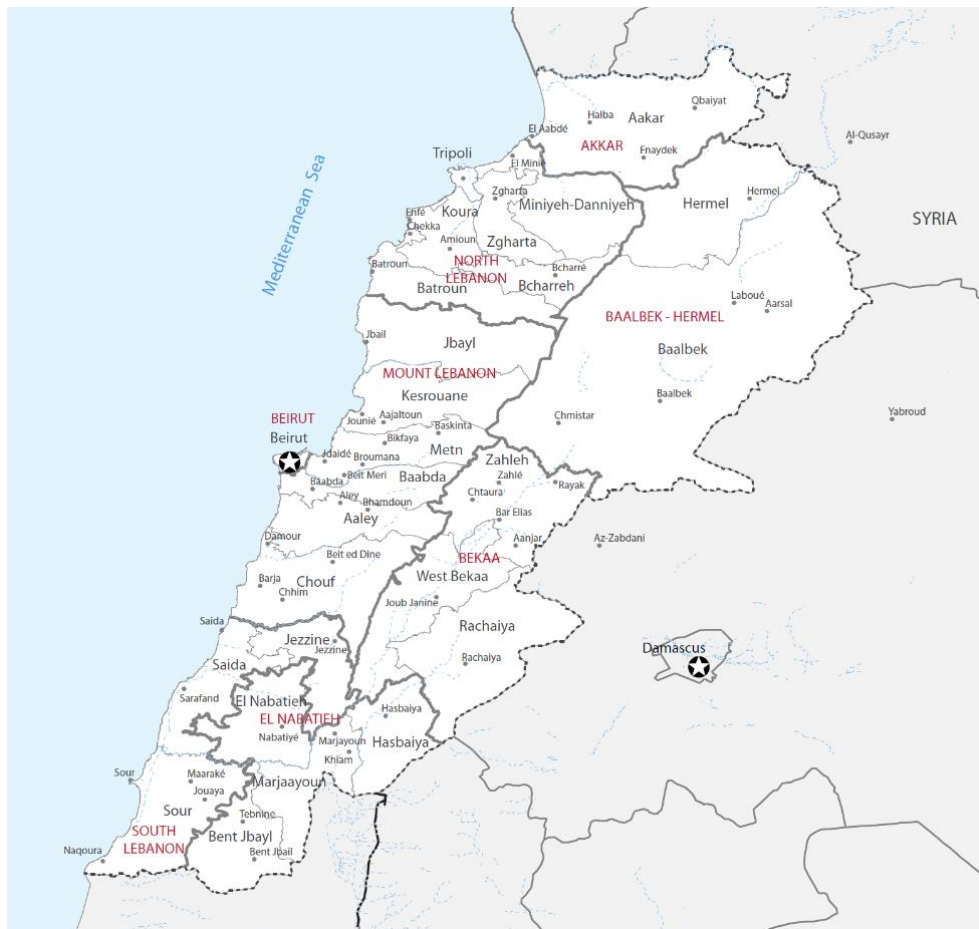 Qbaiyat
Halba
Aakar
El Aabdé
Al-Qusayr
AKKAR
Fnaydek
Tripoli
El Minié
Mediterranean Sea
Zgharta
Miniyeh-Danniyeh
Hermel
Hermel
SYRIA
Enfé
Koura
Chekka
Amioun
Zgharta
NORTH
LEBANON
Batroun
Bcharré
Batroun
Bcharreh
Laboué
Aarsal
BAALBEK - HERMEL
Jbail
Jbayl
Baalbek
MOUNT LEBANON
Kesrouane
Baalbek
Jounié
Aajaltoun
Chmistar
Yabroud
BEIRUT
Beirut
Baskinta
Bikfaya
Metn
Jdaidé
Broumana
Zahleh
Beit Meri
Baabda
Zahlé
Baabda
Rayak
Aley
Chtaura
Bhamdoun
Aaley
Bar Elias
Damour
Aanjar
Az-Zabdani
Beit ed Dine
BEKAA
Barja
Chouf
West Bekaa
Chhim
Joub Janine
Saida
Rachaiya
Jezzine
Jezzine
Damascus
Saida
Rachaiya
Sarafand
El Nabatieh
Hasbaiya
EL NABATIEH
Nabatiyé
Marjayoun
Hasbaiya
Khiam
Sour
Maaraké
Marjaayoun
Jouaya
Sour
Tebnine
SOUTH
LEBANON
Bent Jbayl
Naqoura
Bent Jbail